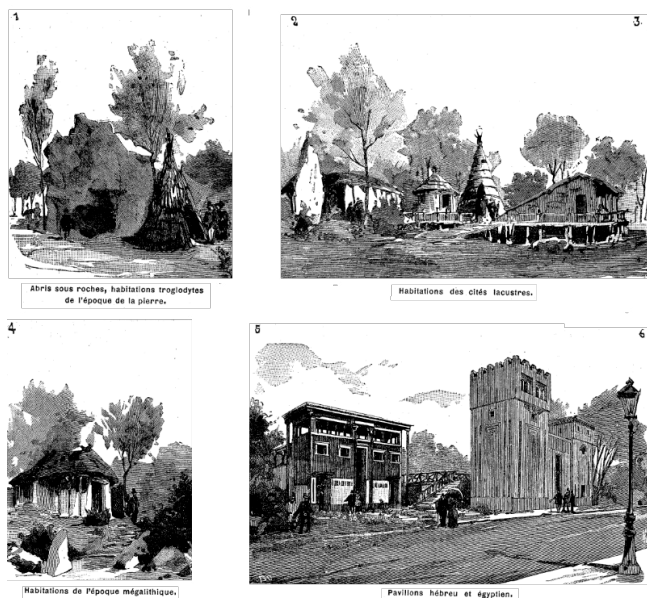 1
2
3
Abris sous roches, habitations troglodytes
de l'époque de la pierre.
Habitations des cités lacustres.
4
5
6
Habitations de l'époque mégalithique.
Pavillons hébreu et égyptien.